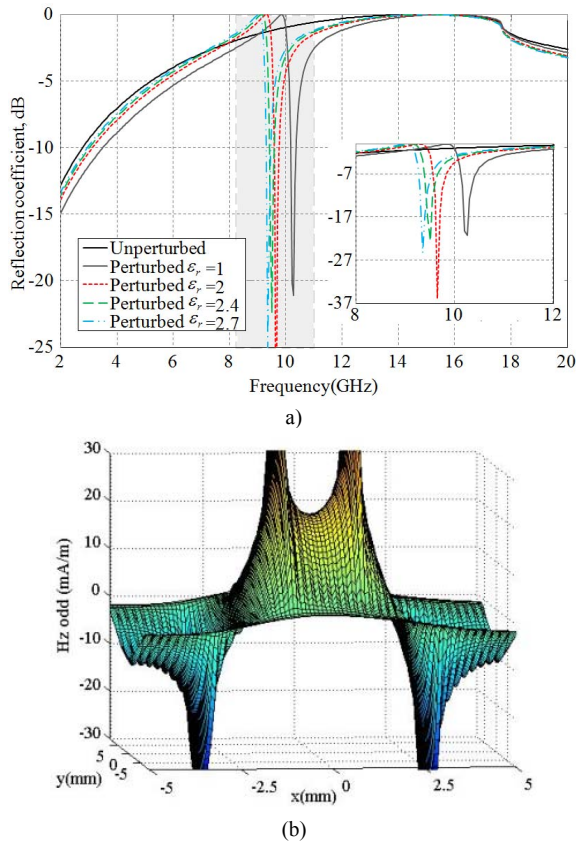 0
-5
-10
-15
-20
-25
Reflection coefficient, dB
Unperturbed
Perturbed εr =1
Perturbed εr =2
Perturbed εr =2.4
Perturbed εr =2.7
-7
-17
-27
-37
8 10 12
2 4 6 8 10 12 14 16 18 20
Frequency(GHz)
a)
30
20
10
0
-10
-20
-30
Hz odd (mA/m)
5
0
-5
y(mm)
-5 -2.5 0 2.5 5
x(mm)
(b)